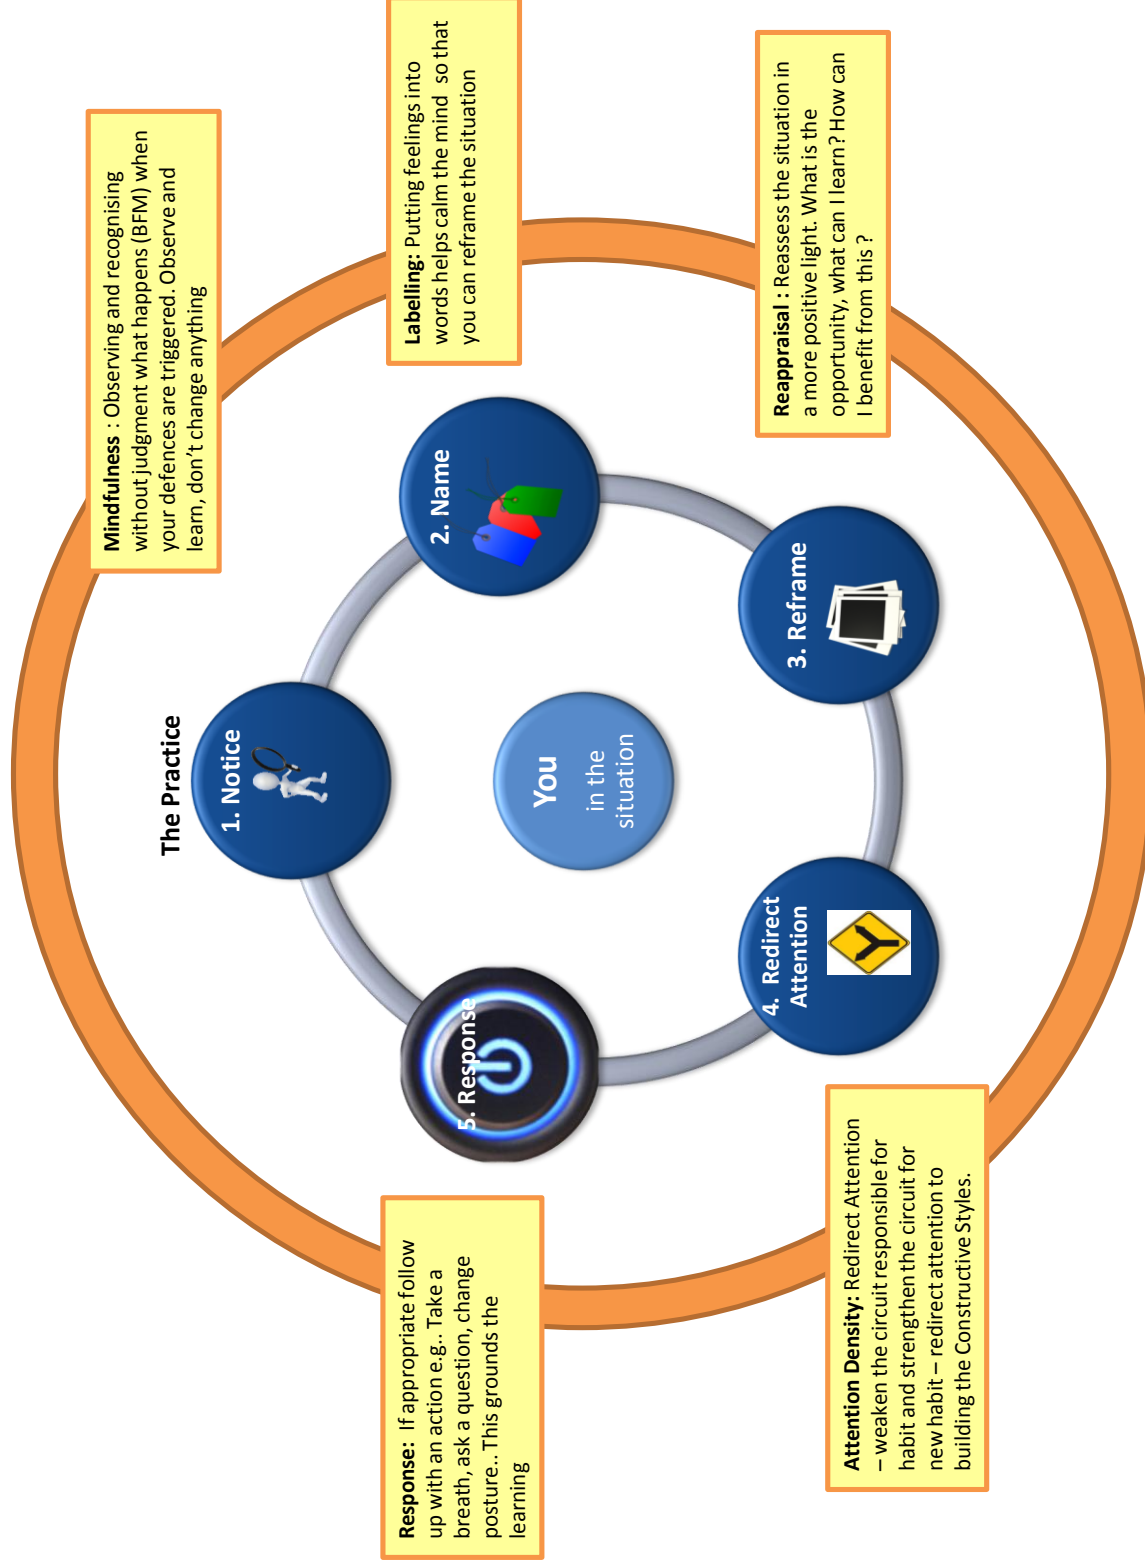 The Practice
1. Notice
2. Name
3. Reframe
4. Redirect
Attention
5. Response
You
in the
situation
Mindfulness : Observing and recognising
without judgment what happens (BFM) when
your defences are triggered. Observe and
learn, don't change anything
Labelling: Putting feelings into
words helps calm the mind so that
you can reframe the situation
Reappraisal : Reassess the situation in
a more positive light. What is the
opportunity, what can I learn? How can
I benefit from this ?
Attention Density: Redirect Attention
– weaken the circuit responsible for
habit and strengthen the circuit for
new habit – redirect attention to
building the Constructive Styles.
Response: If appropriate follow
up with an action e.g.. Take a
breath, ask a question, change
posture.. This grounds the
learning